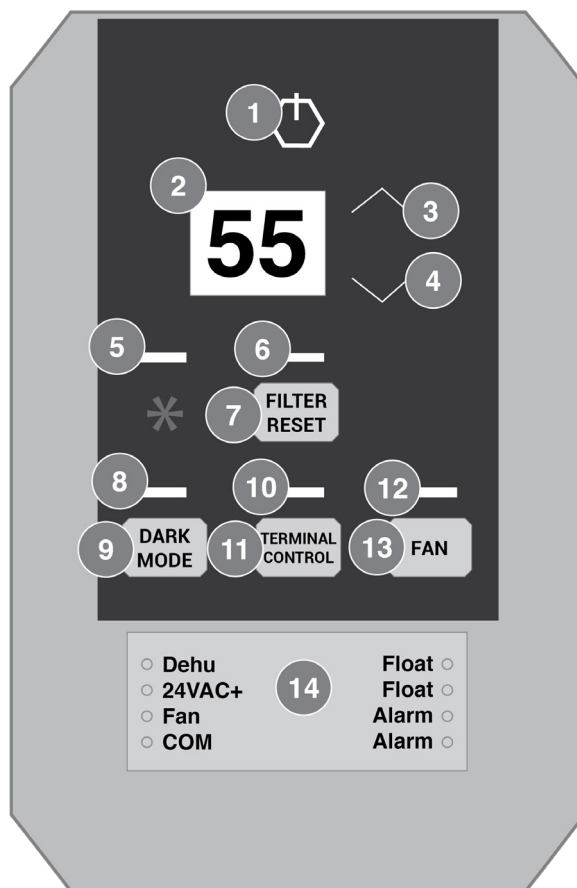 1
2
55
3
4
5
6
*
7
FILTER
RESET
8
10
12
9
DARK
MODE
11
TERMINAL
CONTROL
13
FAN
14
Dehu
24VAC+
Fan
COM
Float
Float
Alarm
Alarm